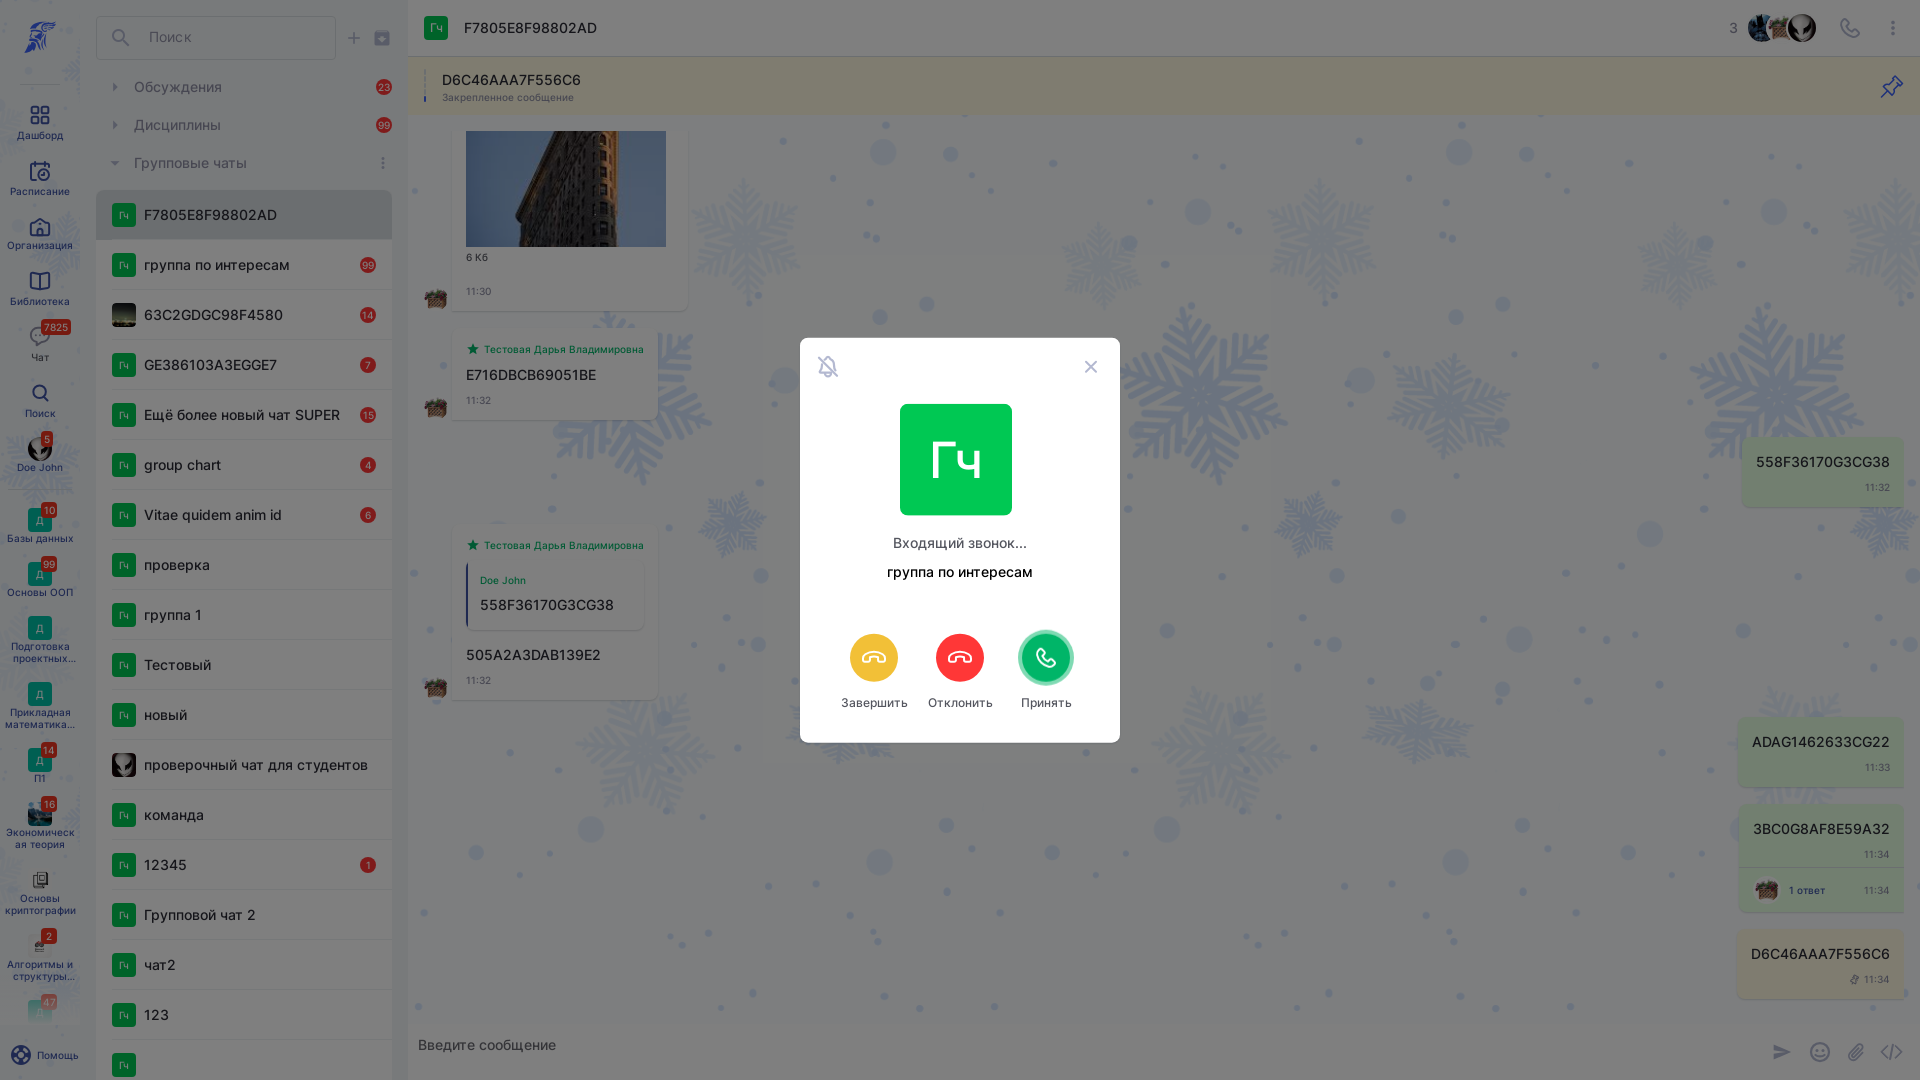 Дашборд
Расписание
Организация
Библиотека
7825
Чат
Поиск
5
Doe John
10
Д
Базы данных
99
Д
Основы ООП
Д
Подготовка
проектных...
Д
Прикладная
математика...
14
Д
П1
16
Экономическ
ая теория
Основы
криптографии
2
Алгоритмы и
структуры...
47
Д
Помощь
Поиск
Обсуждения
23
Дисциплины
99
Групповые чаты
Гч F7805E8F98802AD
Гч группа по интересам 99
63C2GDGC98F4580 14
Гч GE386103A3EGGE7 7
Гч Ещё более новый чат SUPER 15
Гч group chart 4
Гч Vitae quidem anim id 6
Гч проверка
Гч группа 1
Гч Тестовый
Гч новый
проверочный чат для студентов
Гч команда
Гч 12345 1
Гч Групповой чат 2
Гч чат2
Гч 123
Гч
Гч F7805E8F98802AD
3
D6C46AAA7F556C6
Закрепленное сообщение
6 Кб
11:30
Тестовая Дарья Владимировна
E716DBCB69051BE
11:32
558F36170G3CG38
11:32
Тестовая Дарья Владимировна
Doe John
558F36170G3CG38
505A2A3DAB139E2
11:32
ADAG1462633CG22
11:33
3BC0G8AF8E59A32
11:34
1 ответ 11:34
D6C46AAA7F556C6
11:34
Введите сообщение
Гч
Входящий звонок...
группа по интересам
Завершить
Отклонить
Принять